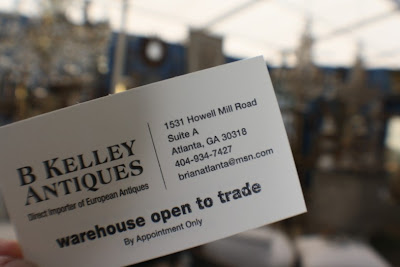 B KELLEY
ANTIQUES
Direct Importer of European Antiques
1531 Howell Mill Road
Suite A
Atlanta, GA 30318
404-934-7427
brianatlanta@msn.com
warehouse open to trade
By Appointment Only